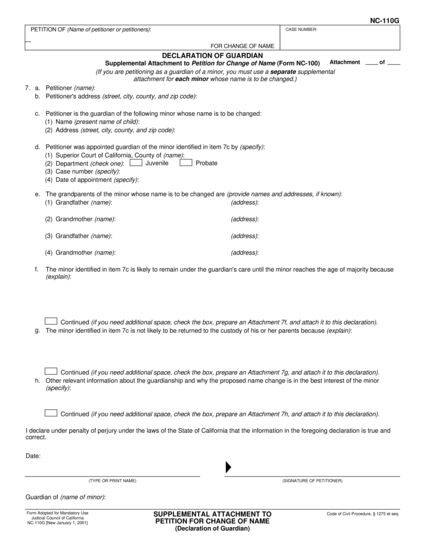 NC-110G
PETITION OF (Name of petitioner or petitioners):
CASE NUMBER:
FOR CHANGE OF NAME
DECLARATION OF GUARDIAN
Supplemental Attachment to Petition for Change of Name (Form NC-100) Attachment ____ of ____
(If you are petitioning as a guardian of a minor, you must use a separate supplemental
attachment for each minor whose name is to be changed.)
7. a. Petitioner (name):
b. Petitioner's address (street, city, county, and zip code):
c. Petitioner is the guardian of the following minor whose name is to be changed:
(1) Name (present name of child):
(2) Address (street, city, county, and zip code):
d. Petitioner was appointed guardian of the minor identified in item 7c by (specify):
(1) Superior Court of California, County of (name):
(2) Department (check one): Juvenile Probate
(3) Case number (specify):
(4) Date of appointment (specify):
e. The grandparents of the minor whose name is to be changed are (provide names and addresses, if known):
(1) Grandfather (name): (address):
(2) Grandmother (name): (address):
(3) Grandfather (name): (address):
(4) Grandmother (name): (address):
f. The minor identified in item 7c is likely to remain under the guardian's care until the minor reaches the age of majority because
(explain):
Continued (if you need additional space, check the box, prepare an Attachment 7f, and attach it to this declaration).
g. The minor identified in item 7c is not likely to be returned to the custody of his or her parents because (explain):
Continued (if you need additional space, check the box, prepare an Attachment 7g, and attach it to this declaration).
h. Other relevant information about the guardianship and why the proposed name change is in the best interest of the minor
(specify):
Continued (if you need additional space, check the box, prepare an Attachment 7h, and attach it to this declaration).
I declare under penalty of perjury under the laws of the State of California that the information in the foregoing declaration is true and
correct.
Date:
(TYPE OR PRINT NAME) (SIGNATURE OF PETITIONER)
Guardian of (name of minor):
Form Adopted for Mandatory Use
Judicial Council of California
NC-110G [New January 1, 2001]
SUPPLEMENTAL ATTACHMENT TO
PETITION FOR CHANGE OF NAME
(Declaration of Guardian)
Code of Civil Procedure, § 1275 et seq.